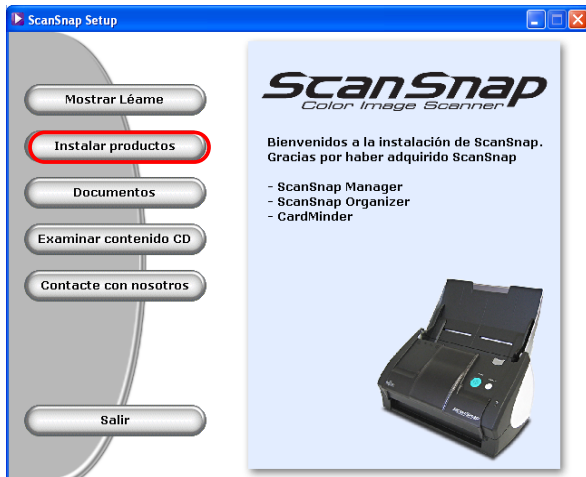 ScanSnap Setup
Mostrar Léame
Instalar productos
Documentos
Examinar contenido CD
Contacte con nosotros
Salir
ScanSnap
Color Image Scanner
Bienvenidos a la instalación de ScanSnap.
Gracias por haber adquirido ScanSnap
- ScanSnap Manager
- ScanSnap Organizer
- CardMinder
ScanSnap